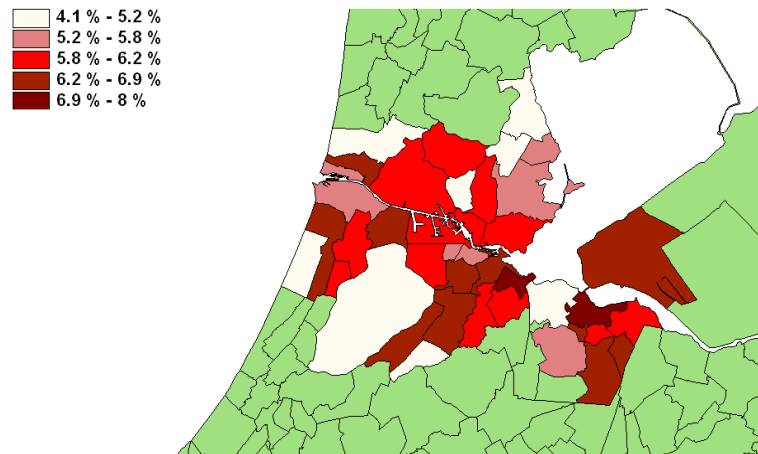 4.1 % - 5.2 %
5.2 % - 5.8 %
5.8 % - 6.2 %
6.2 % - 6.9 %
6.9 % - 8 %